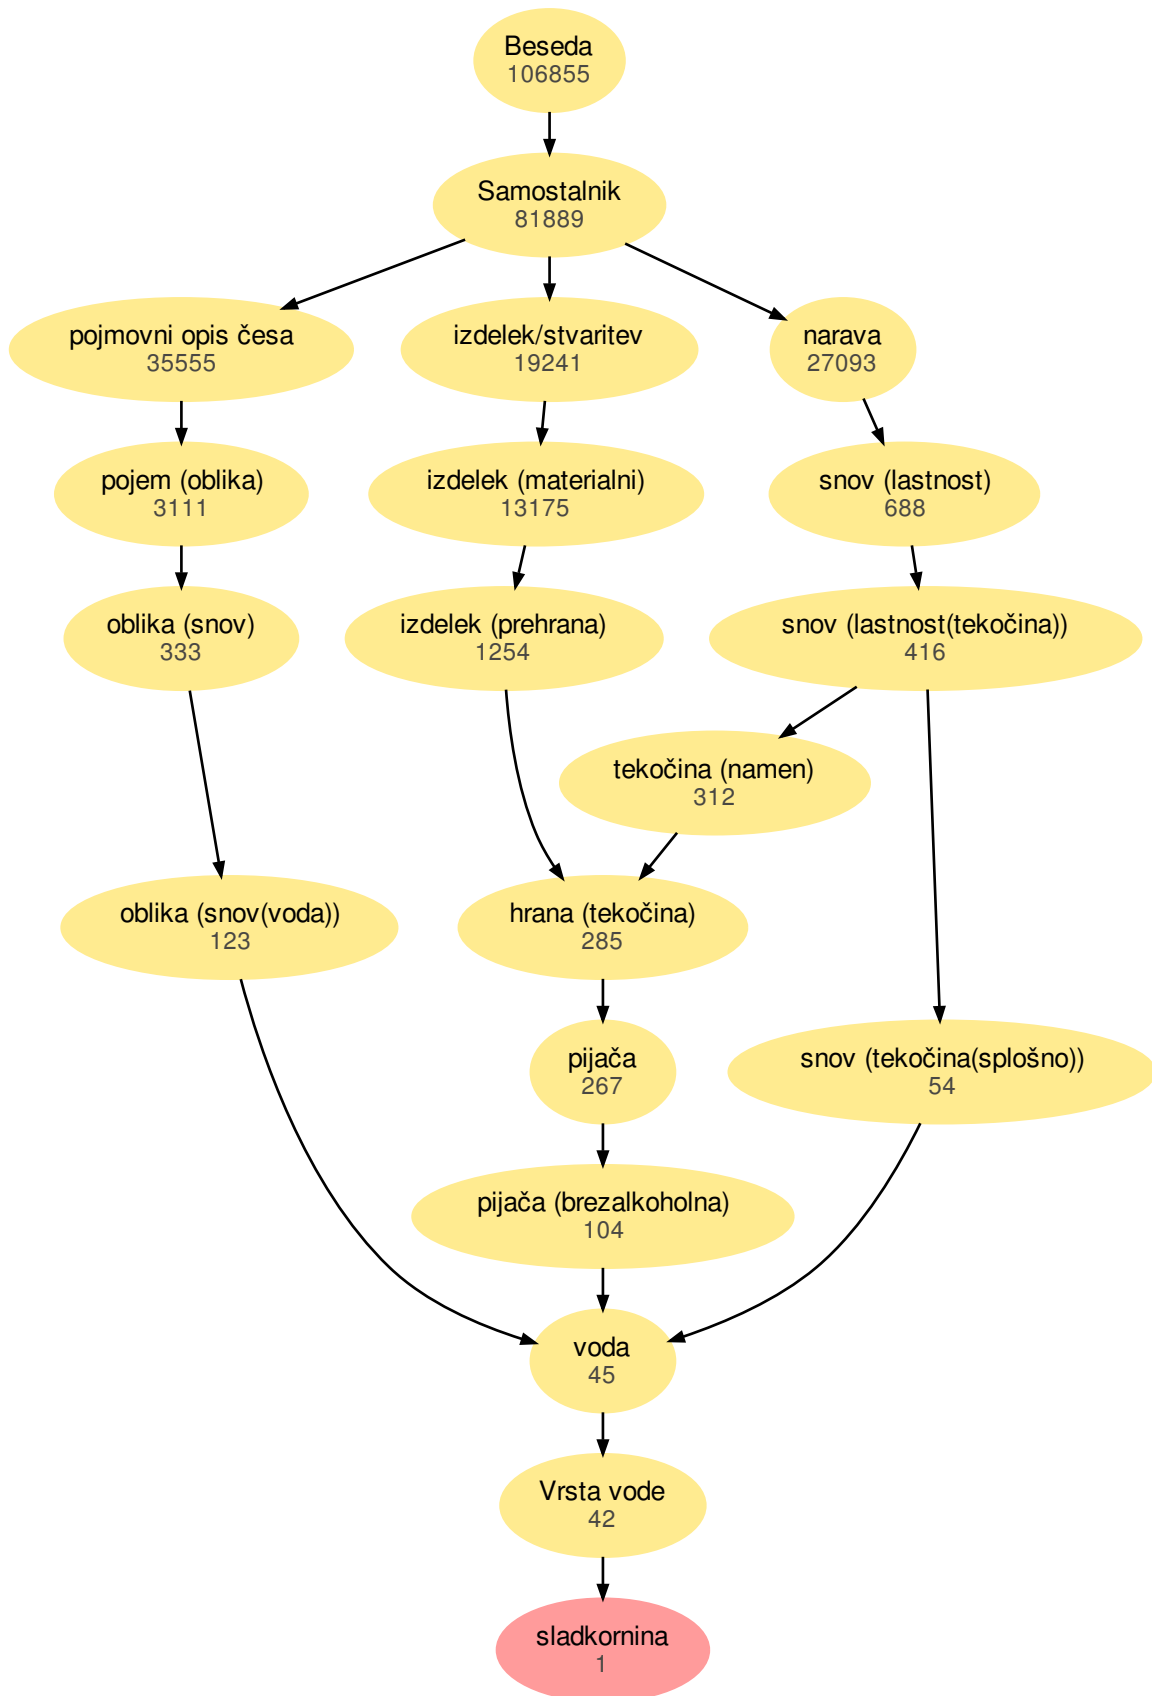 Beseda
106855
Samostalnik
81889
pojmovni opis česa
35555
izdelek/stvaritev
19241
narava
27093
pojem (oblika)
3111
izdelek (materialni)
13175
snov (lastnost)
688
oblika (snov)
333
izdelek (prehrana)
1254
snov (lastnost(tekočina))
416
tekočina (namen)
312
oblika (snov(voda))
123
hrana (tekočina)
285
pijača
267
snov (tekočina(splošno))
54
pijača (brezalkoholna)
104
voda
45
Vrsta vode
42
sladkornina
1